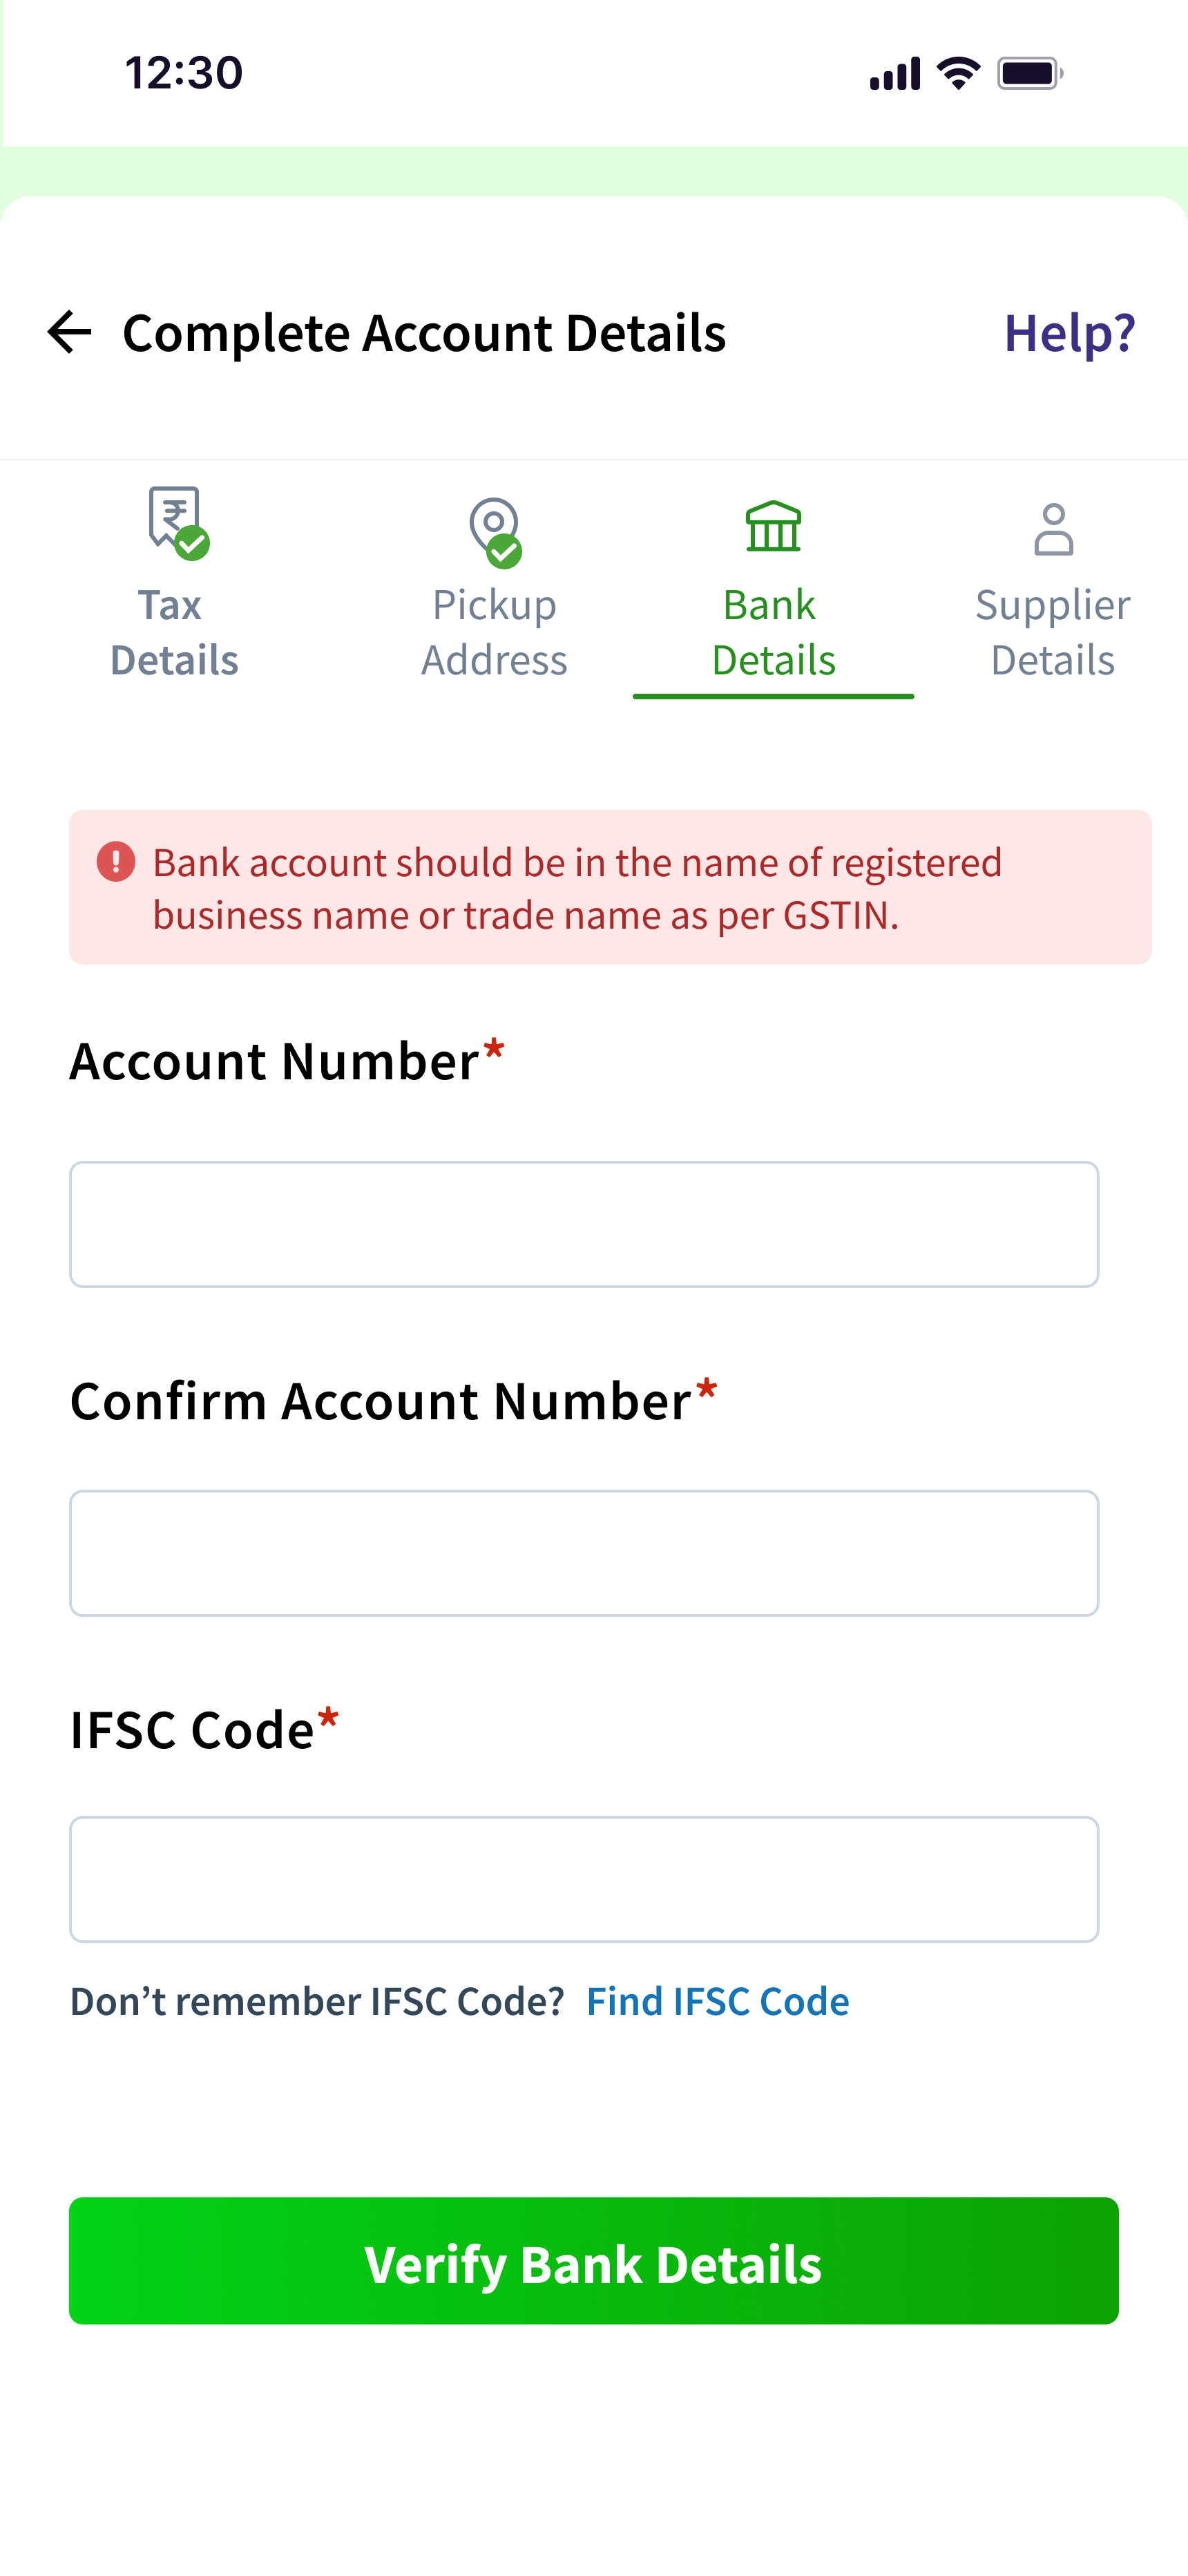 12:30
Complete Account Details
Help?
Tax
Details
Pickup
Address
Bank
Details
Supplier
Details
Bank account should be in the name of registered
business name or trade name as per GSTIN.
Account Number*
Confirm Account Number*
IFSC Code*
Don’t remember IFSC Code? Find IFSC Code
Verify Bank Details